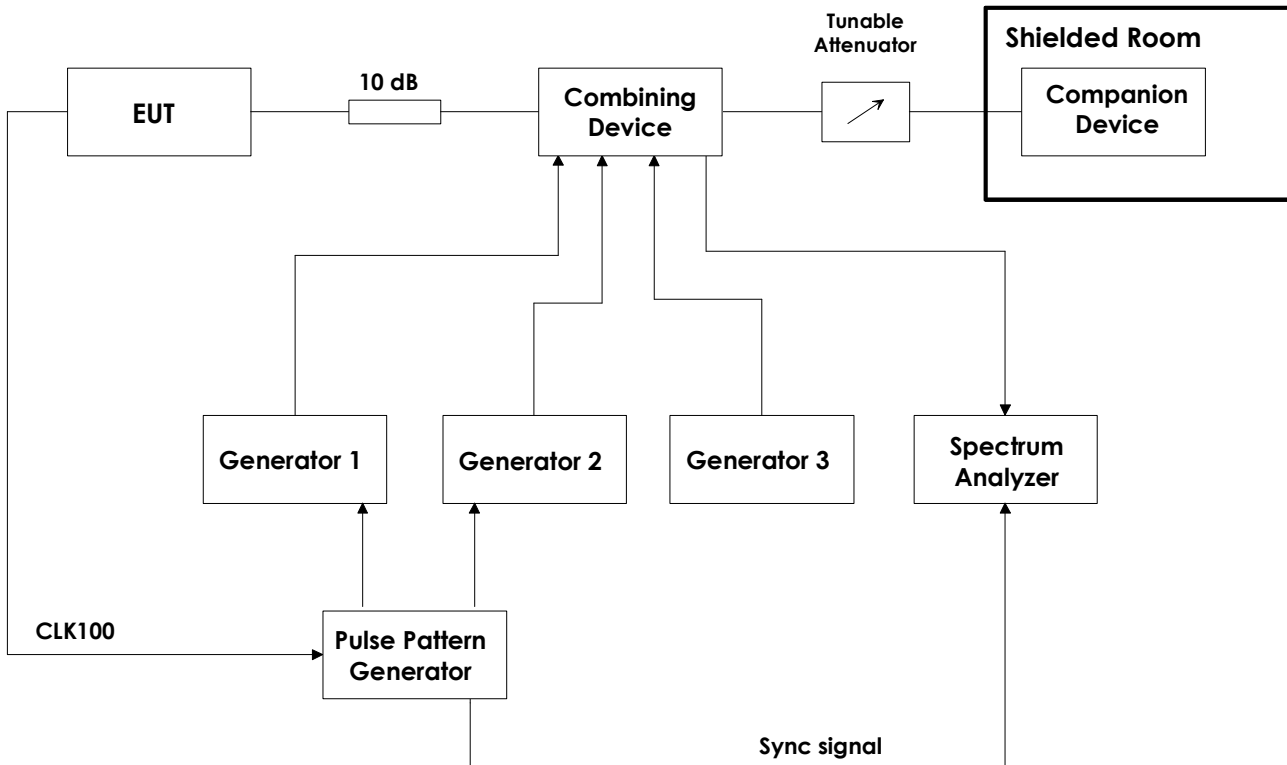 Tunable
Attenuator
Shielded Room
10 dB
EUT
Combining
Device
Companion
Device
Generator 1
Generator 2
Generator 3
Spectrum
Analyzer
CLK100
Pulse Pattern
Generator
Sync signal